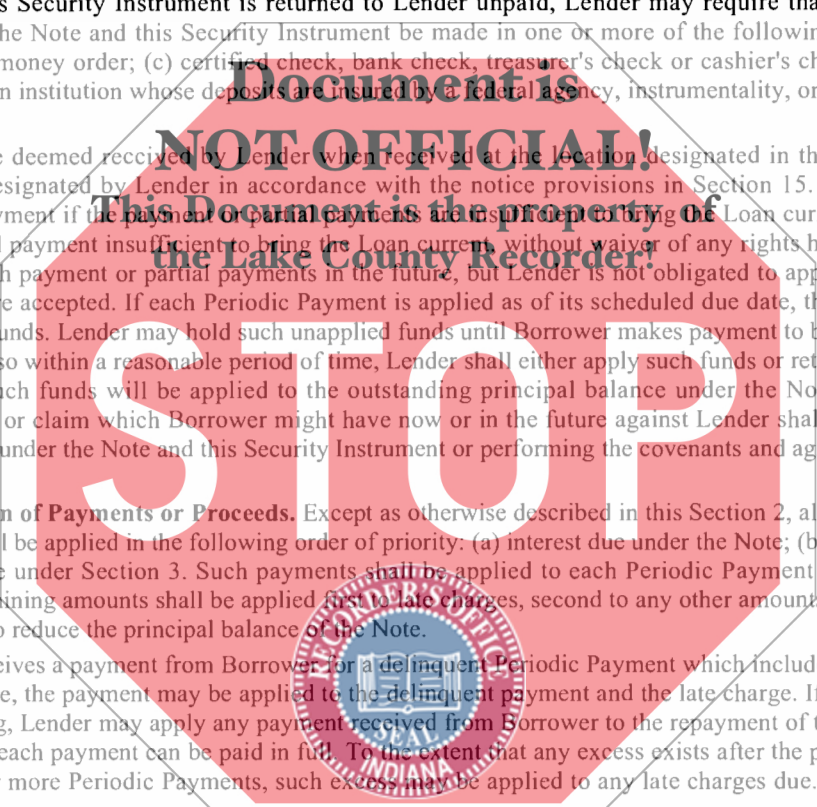 s Security Instrument is returned to Lender unpaid, Lender may require tha
the Note and this Security Instrument be made in one or more of the followin
money order; (c) certified check, bank check, treasurer's check or cashier's ch
n institution whose deposits are insured by a federal agency, instrumentality, or
Document is
NOT OFFICIAL!
This Document is the property of
the Lake County Recorder!
e deemed received by Lender when received at the location designated in th
esignated by Lender in accordance with the notice provisions in Section 15.
yment if the payment or partial payments are insufficient to bring the Loan curr
l payment insufficient to bring the Loan current, without waiver of any rights h
h payment or partial payments in the future, but Lender is not obligated to app
re accepted. If each Periodic Payment is applied as of its scheduled due date, th
unds. Lender may hold such unapplied funds until Borrower makes payment to b
so within a reasonable period of time, Lender shall either apply such funds or ret
uch funds will be applied to the outstanding principal balance under the No
or claim which Borrower might have now or in the future against Lender shal
under the Note and this Security Instrument or performing the covenants and ag
STOP
n of Payments or Proceeds. Except as otherwise described in this Section 2, al
l be applied in the following order of priority: (a) interest due under the Note; (b
e under Section 3. Such payments shall be applied to each Periodic Payment
ining amounts shall be applied first to late charges, second to any other amount
o reduce the principal balance of the Note.
eives a payment from Borrower for a delinquent Periodic Payment which includ
e, the payment may be applied to the delinquent payment and the late charge. If
g, Lender may apply any payment received from Borrower to the repayment of t
each payment can be paid in full. To the extent that any excess exists after the p
r more Periodic Payments, such excess may be applied to any late charges due.
RECORDER'S OFFICE
SEAL
INDIANA